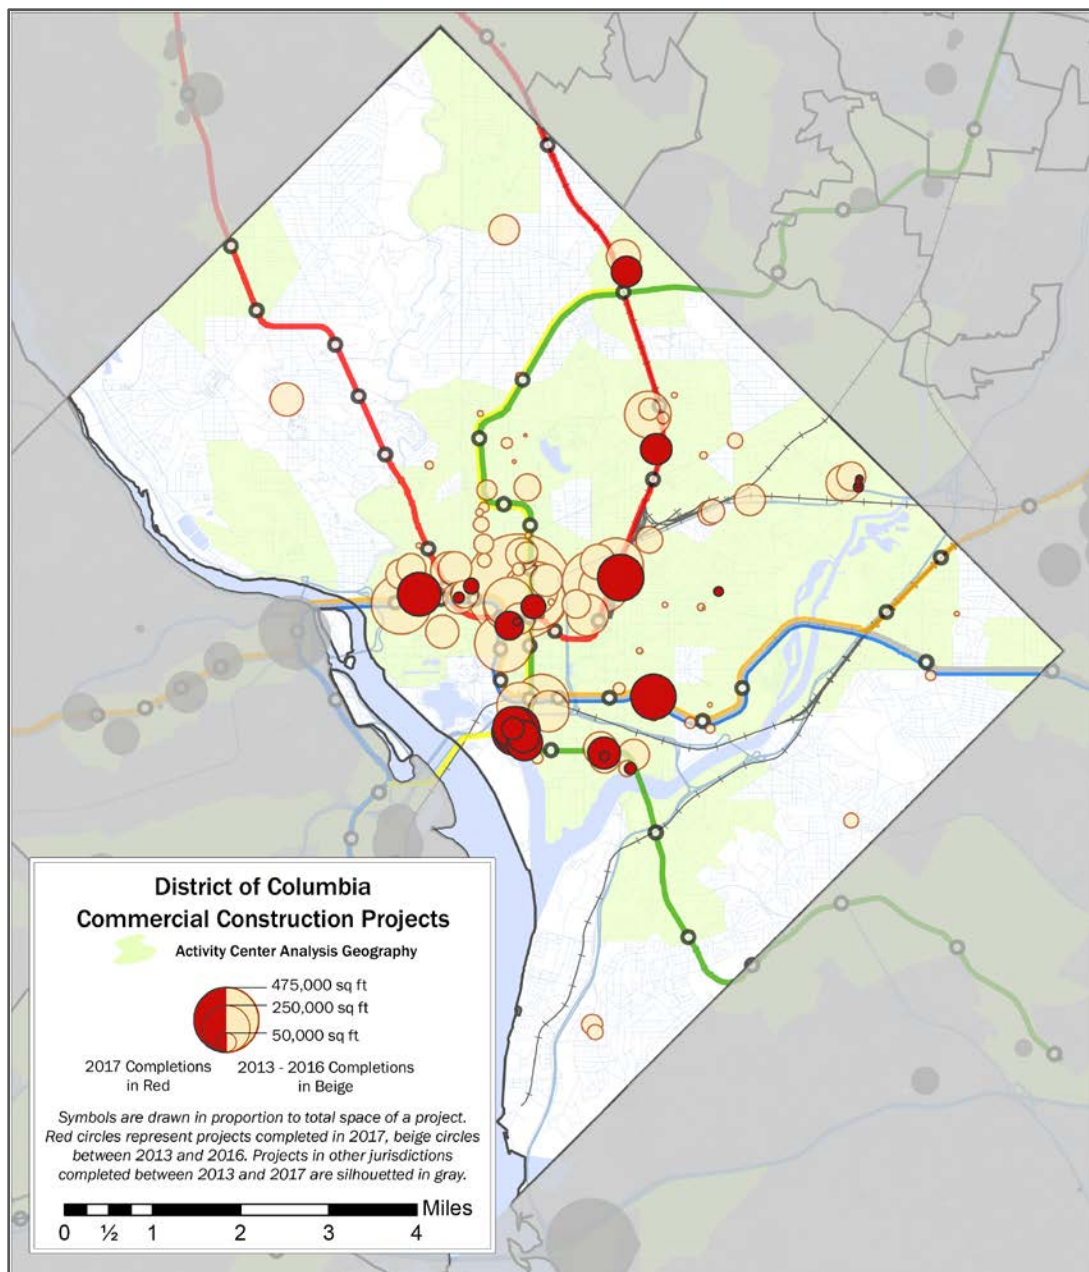 District of Columbia
Commercial Construction Projects
Activity Center Analysis Geography
475,000 sq ft
250,000 sq ft
50,000 sq ft
2017 Completions
in Red
2013 - 2016 Completions
in Beige
Symbols are drawn in proportion to total space of a project.
Red circles represent projects completed in 2017, beige circles
between 2013 and 2016. Projects in other jurisdictions
completed between 2013 and 2017 are silhouetted in gray.
Miles
0 ½ 1 2 3 4